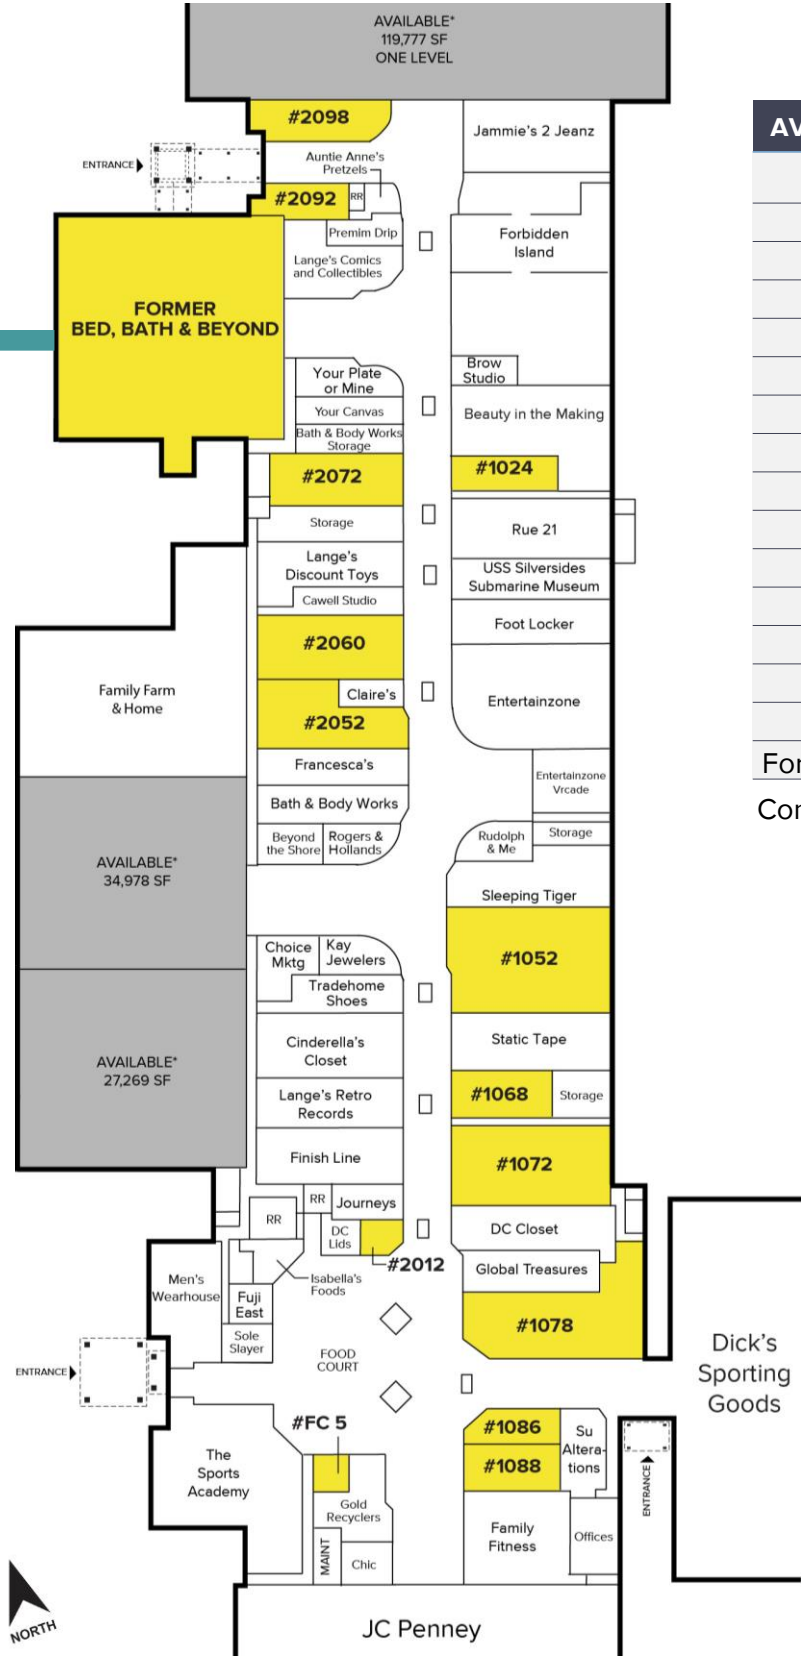 AVAILABLE*
119,777 SF
ONE LEVEL
#2098
Jammie's 2 Jeanz
AV
ENTRANCE
Auntie Anne's
Pretzels
#2092
RR
Premim Drip
Forbidden
Island
Lange's Comics
and Collectibles
FORMER
BED, BATH & BEYOND
Your Plate
or Mine
Brow
Studio
Your Canvas
Beauty in the Making
Bath & Body Works
Storage
#2072
#1024
Storage
Rue 21
Lange's
Discount Toys
USS Silversides
Submarine Museum
Cawell Studio
Foot Locker
#2060
Family Farm
& Home
Claire's
Entertainzone
#2052
Francesca's
For
Entertainzone
Vrcade
Bath & Body Works
Con
Beyond
the Shore
Rogers &
Hollands
Rudolph
& Me
Storage
AVAILABLE*
34,978 SF
Sleeping Tiger
Choice
Mktg
Kay
Jewelers
#1052
Tradehome
Shoes
Cinderella's
Closet
Static Tape
AVAILABLE*
27,269 SF
Lange's Retro
Records
#1068
Storage
Finish Line
#1072
RR
Journeys
RR
DC
Lids
DC Closet
#2012
Global Treasures
Men's
Wearhouse
Isabella's
Foods
Fuji
East
#1078
Sole
Slayer
FOOD
COURT
Dick's
Sporting
Goods
ENTRANCE
#FC 5
#1086
Su
Altera-
tions
#1088
The
Sports
Academy
ENTRANCE
Gold
Recyclers
Family
Fitness
Offices
MAINT
Chic
NORTH
JC Penney